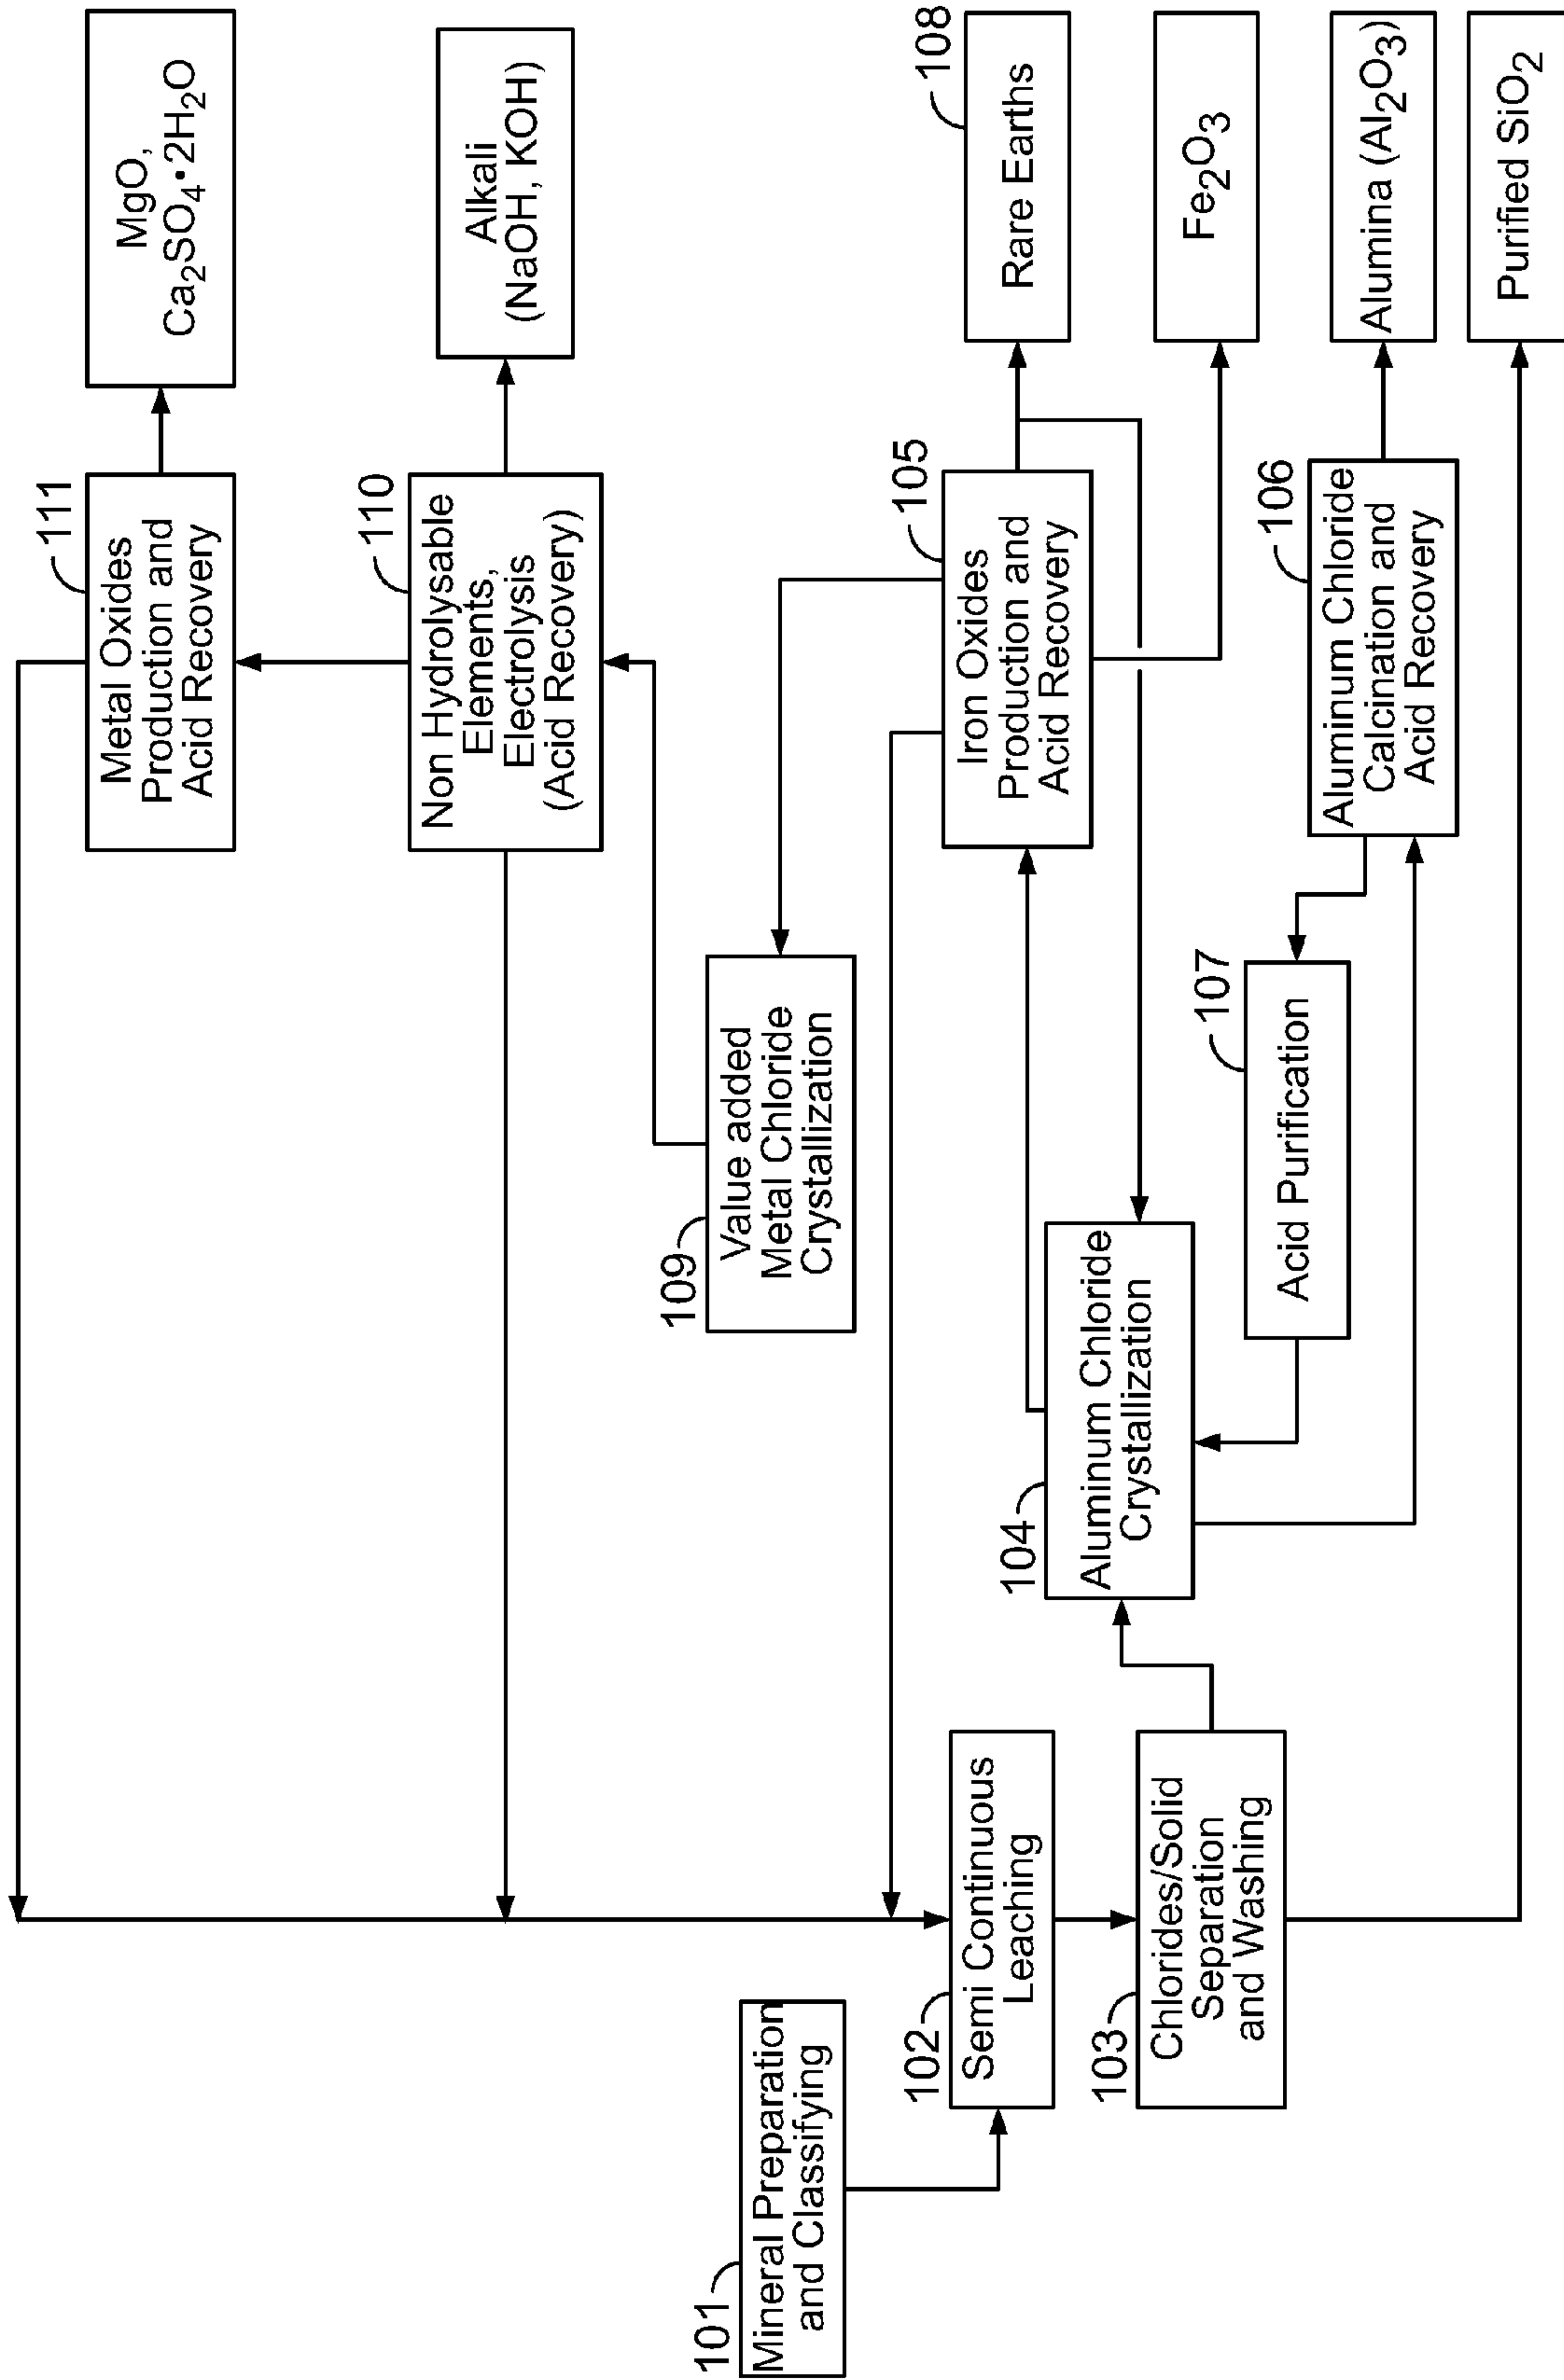 101
Mineral Preparation
and Classifying
102
Semi Continuous
Leaching
103
Chlorides/Solid
Separation
and Washing
104
Aluminum Chloride
Crystallization
105
Iron Oxides
Production and
Acid Recovery
106
Aluminum Chloride
Calcination and
Acid Recovery
107
Acid Purification
108
Rare Earths
Fe2O3
Alumina (Al2O3)
Purified SiO2
109
Value added
Metal Chloride
Crystallization
110
Non Hydrolysable
Elements,
Electrolysis
(Acid Recovery)
Alkali
(NaOH, KOH)
111
Metal Oxides
Production and
Acid Recovery
MgO,
Ca2SO4•2H2O